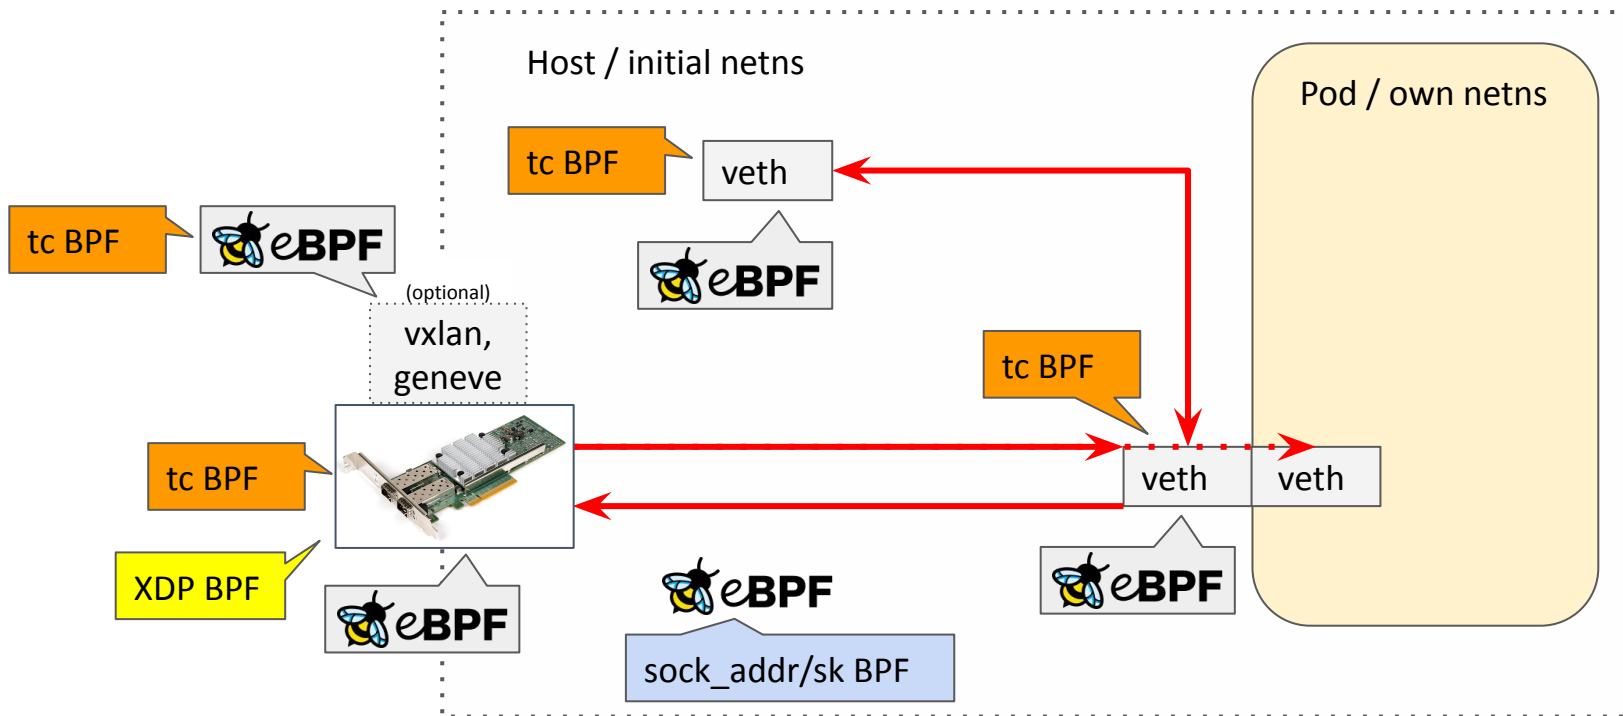 Host / initial netns
Pod / own netns
tc BPF
veth
tc BPF
eBPF
eBPF
(optional)
vxlan,
geneve
tc BPF
tc BPF
veth
veth
XDP BPF
eBPF
eBPF
eBPF
sock_addr/sk BPF